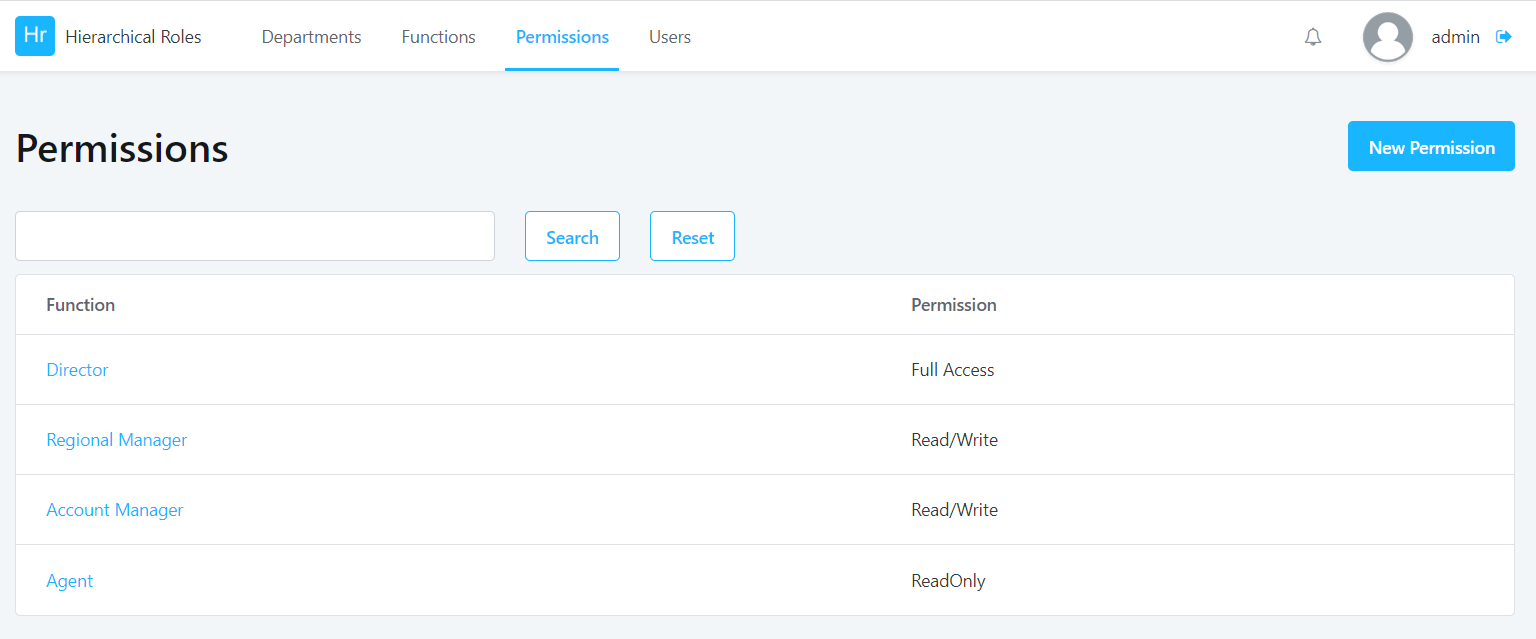 Hr Hierarchical Roles Departments Functions Permissions Users admin
Permissions New Permission
Search Reset
Function Permission
Director Full Access
Regional Manager Read/Write
Account Manager Read/Write
Agent ReadOnly